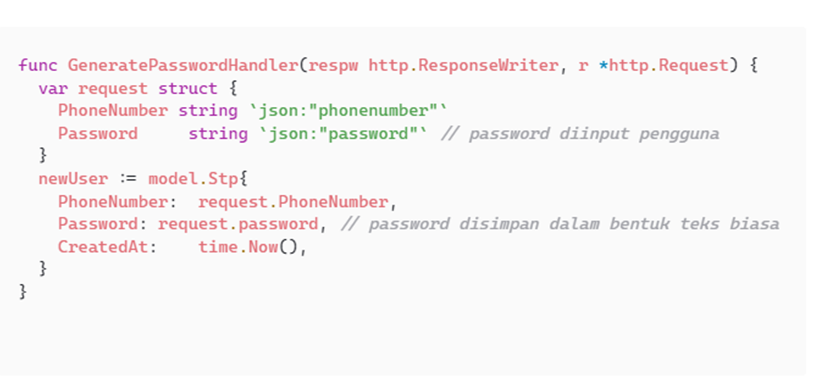 func GeneratePasswordHandler(respw http.ResponseWriter, r *http.Request) {
  var request struct {
    PhoneNumber string `json:"phonenumber"`
    Password     string `json:"password"` // password diinput pengguna
  }
  newUser := model.Stp{
    PhoneNumber:  request.PhoneNumber,
    Password: request.password, // password disimpan dalam bentuk teks biasa
    CreatedAt:    time.Now(),
  }
}